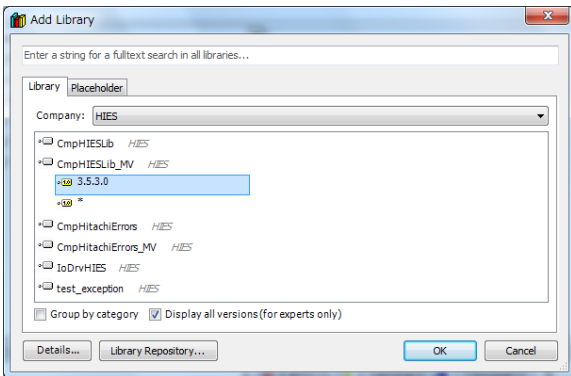 Add Library
Enter a string for a fulltext search in all libraries...
Library Placeholder
Company: HIES
CmpHIESLib HIES
CmpHIESLib_MV HIES
3.5.3.0
*
CmpHitachiErrors HIES
CmpHitachiErrors_MV HIES
IoDrvHIES HIES
test_exception HIES
Group by category Display all versions(for experts only)
Details... Library Repository... OK Cancel